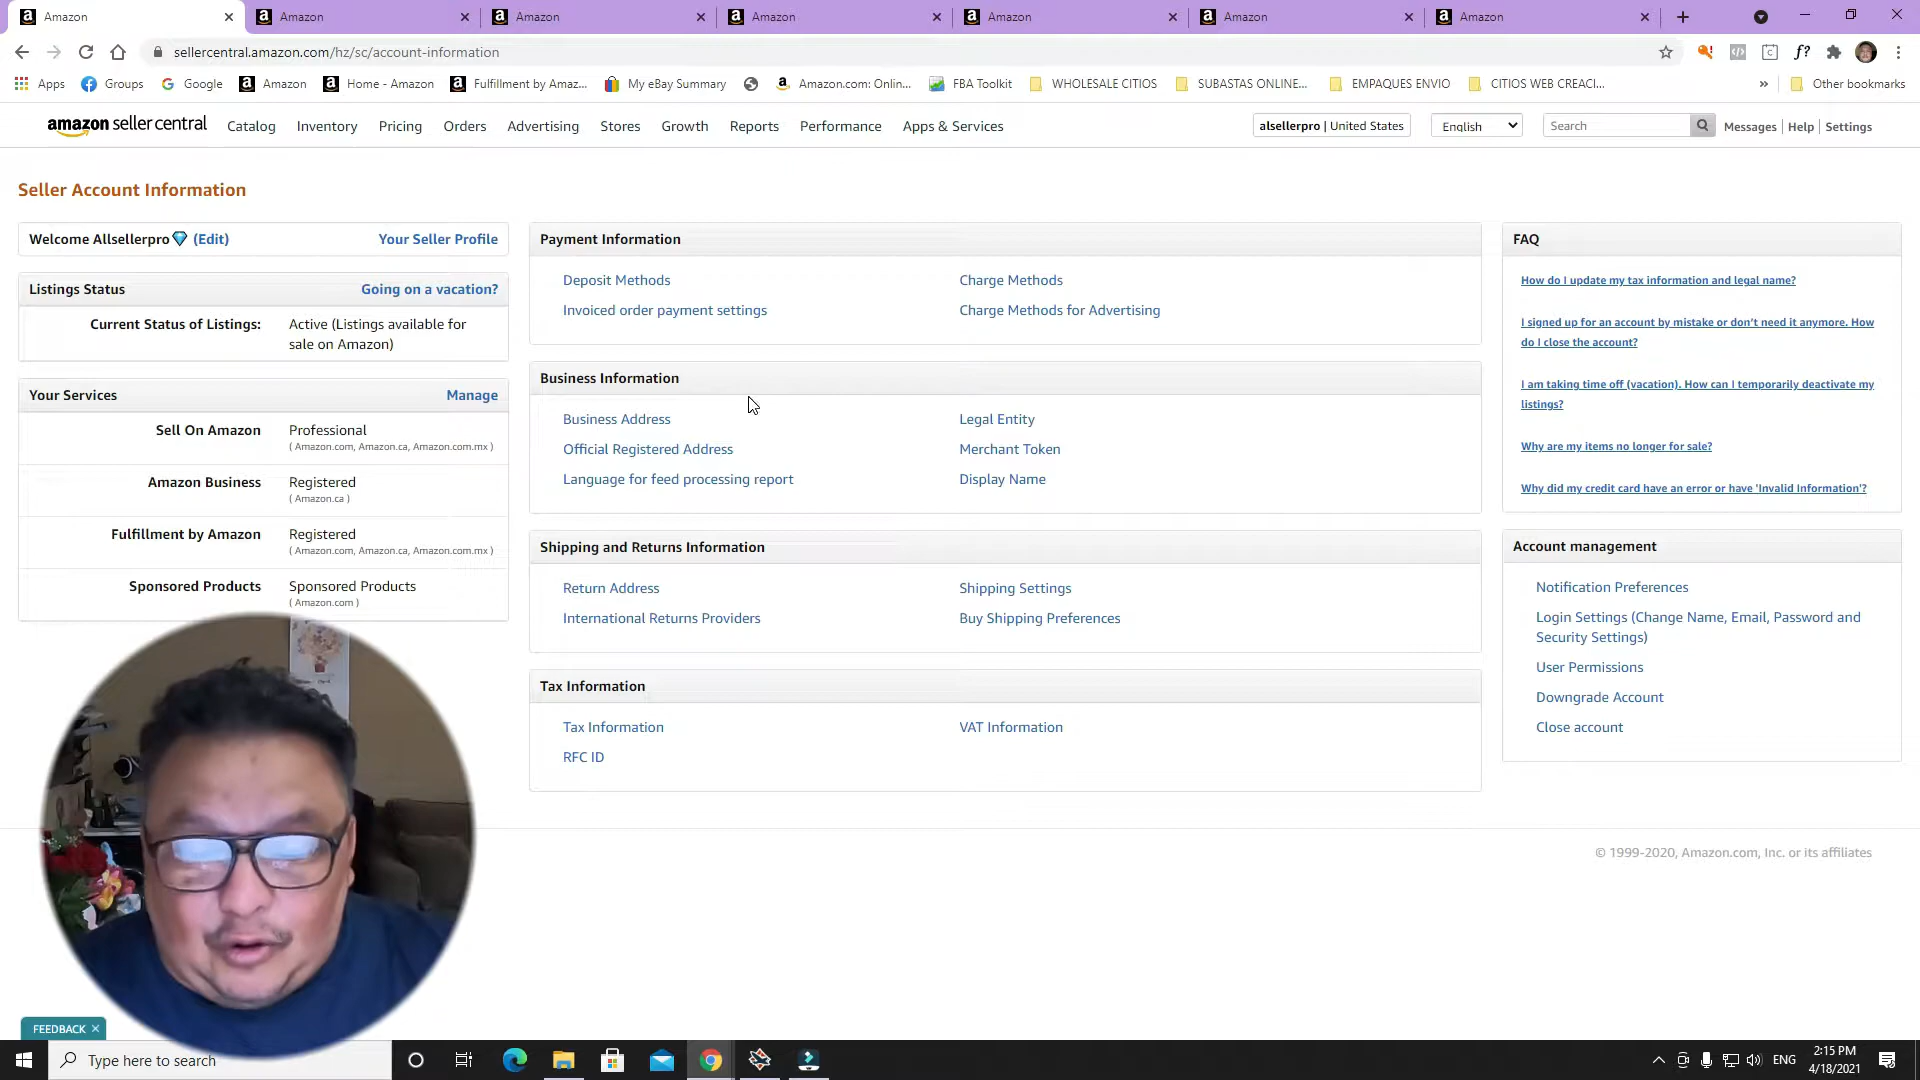 Amazon
Amazon
Amazon
Amazon
Amazon
Amazon
Amazon
sellercentral.amazon.com/hz/sc/account-information
Apps
Groups
Google
Amazon
Home - Amazon
Fulfillment by Amaz...
My eBay Summary
Amazon.com: Onlin...
FBA Toolkit
WHOLESALE CITIOS
SUBASTAS ONLINE...
EMPAQUES ENVIO
CITIOS WEB CREACI...
Other bookmarks
amazon seller central
Catalog
Inventory
Pricing
Orders
Advertising
Stores
Growth
Reports
Performance
Apps & Services
alsellerpro | United States
English
Search
Messages | Help | Settings
Seller Account Information
Welcome Allsellerpro💎 (Edit)
Your Seller Profile
Listings Status
Going on a vacation?
Current Status of Listings:
Active (Listings available for
sale on Amazon)
Your Services
Manage
Sell On Amazon
Professional
( Amazon.com, Amazon.ca, Amazon.com.mx )
Amazon Business
Registered
( Amazon.ca )
Fulfillment by Amazon
Registered
( Amazon.com, Amazon.ca, Amazon.com.mx )
Sponsored Products
Sponsored Products
( Amazon.com )
Payment Information
Deposit Methods
Charge Methods
Invoiced order payment settings
Charge Methods for Advertising
Business Information
Business Address
Legal Entity
Official Registered Address
Merchant Token
Language for feed processing report
Display Name
Shipping and Returns Information
Return Address
Shipping Settings
International Returns Providers
Buy Shipping Preferences
Tax Information
Tax Information
VAT Information
RFC ID
FAQ
How do I update my tax information and legal name?
I signed up for an account by mistake or don't need it anymore. How
do I close the account?
I am taking time off (vacation). How can I temporarily deactivate my
listings?
Why are my items no longer for sale?
Why did my credit card have an error or have 'Invalid Information'?
Account management
Notification Preferences
Login Settings (Change Name, Email, Password and
Security Settings)
User Permissions
Downgrade Account
Close account
© 1999-2020, Amazon.com, Inc. or its affiliates
FEEDBACK
Type here to search
ENG
2:15 PM
4/18/2021